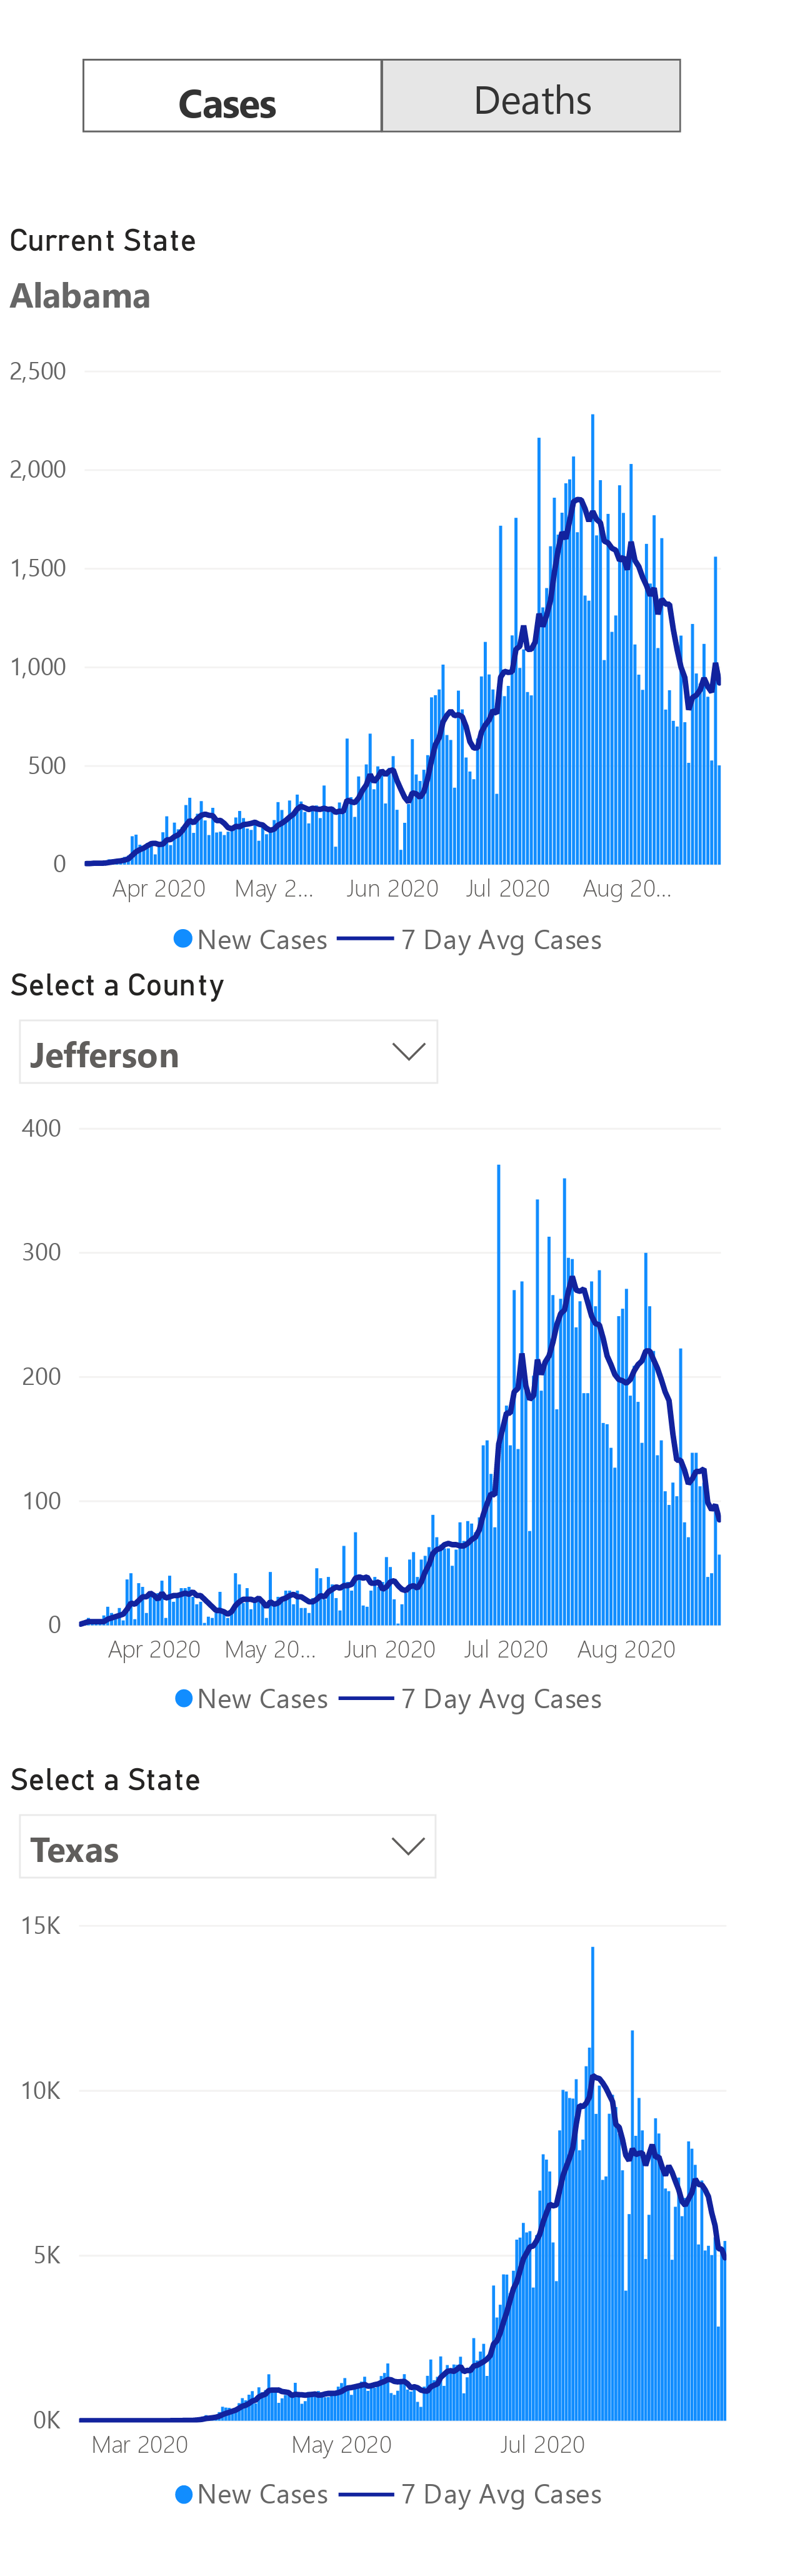 Cases Deaths
Current State
Alabama
2,500
2,000
1,500
1,000
500
0
Apr 2020 May 2... Jun 2020 Jul 2020 Aug 20...
New Cases 7 Day Avg Cases
Select a County
Jefferson
400
300
200
100
0
Apr 2020 May 20... Jun 2020 Jul 2020 Aug 2020
New Cases 7 Day Avg Cases
Select a State
Texas
15K
10K
5K
0K
Mar 2020 May 2020 Jul 2020
New Cases 7 Day Avg Cases